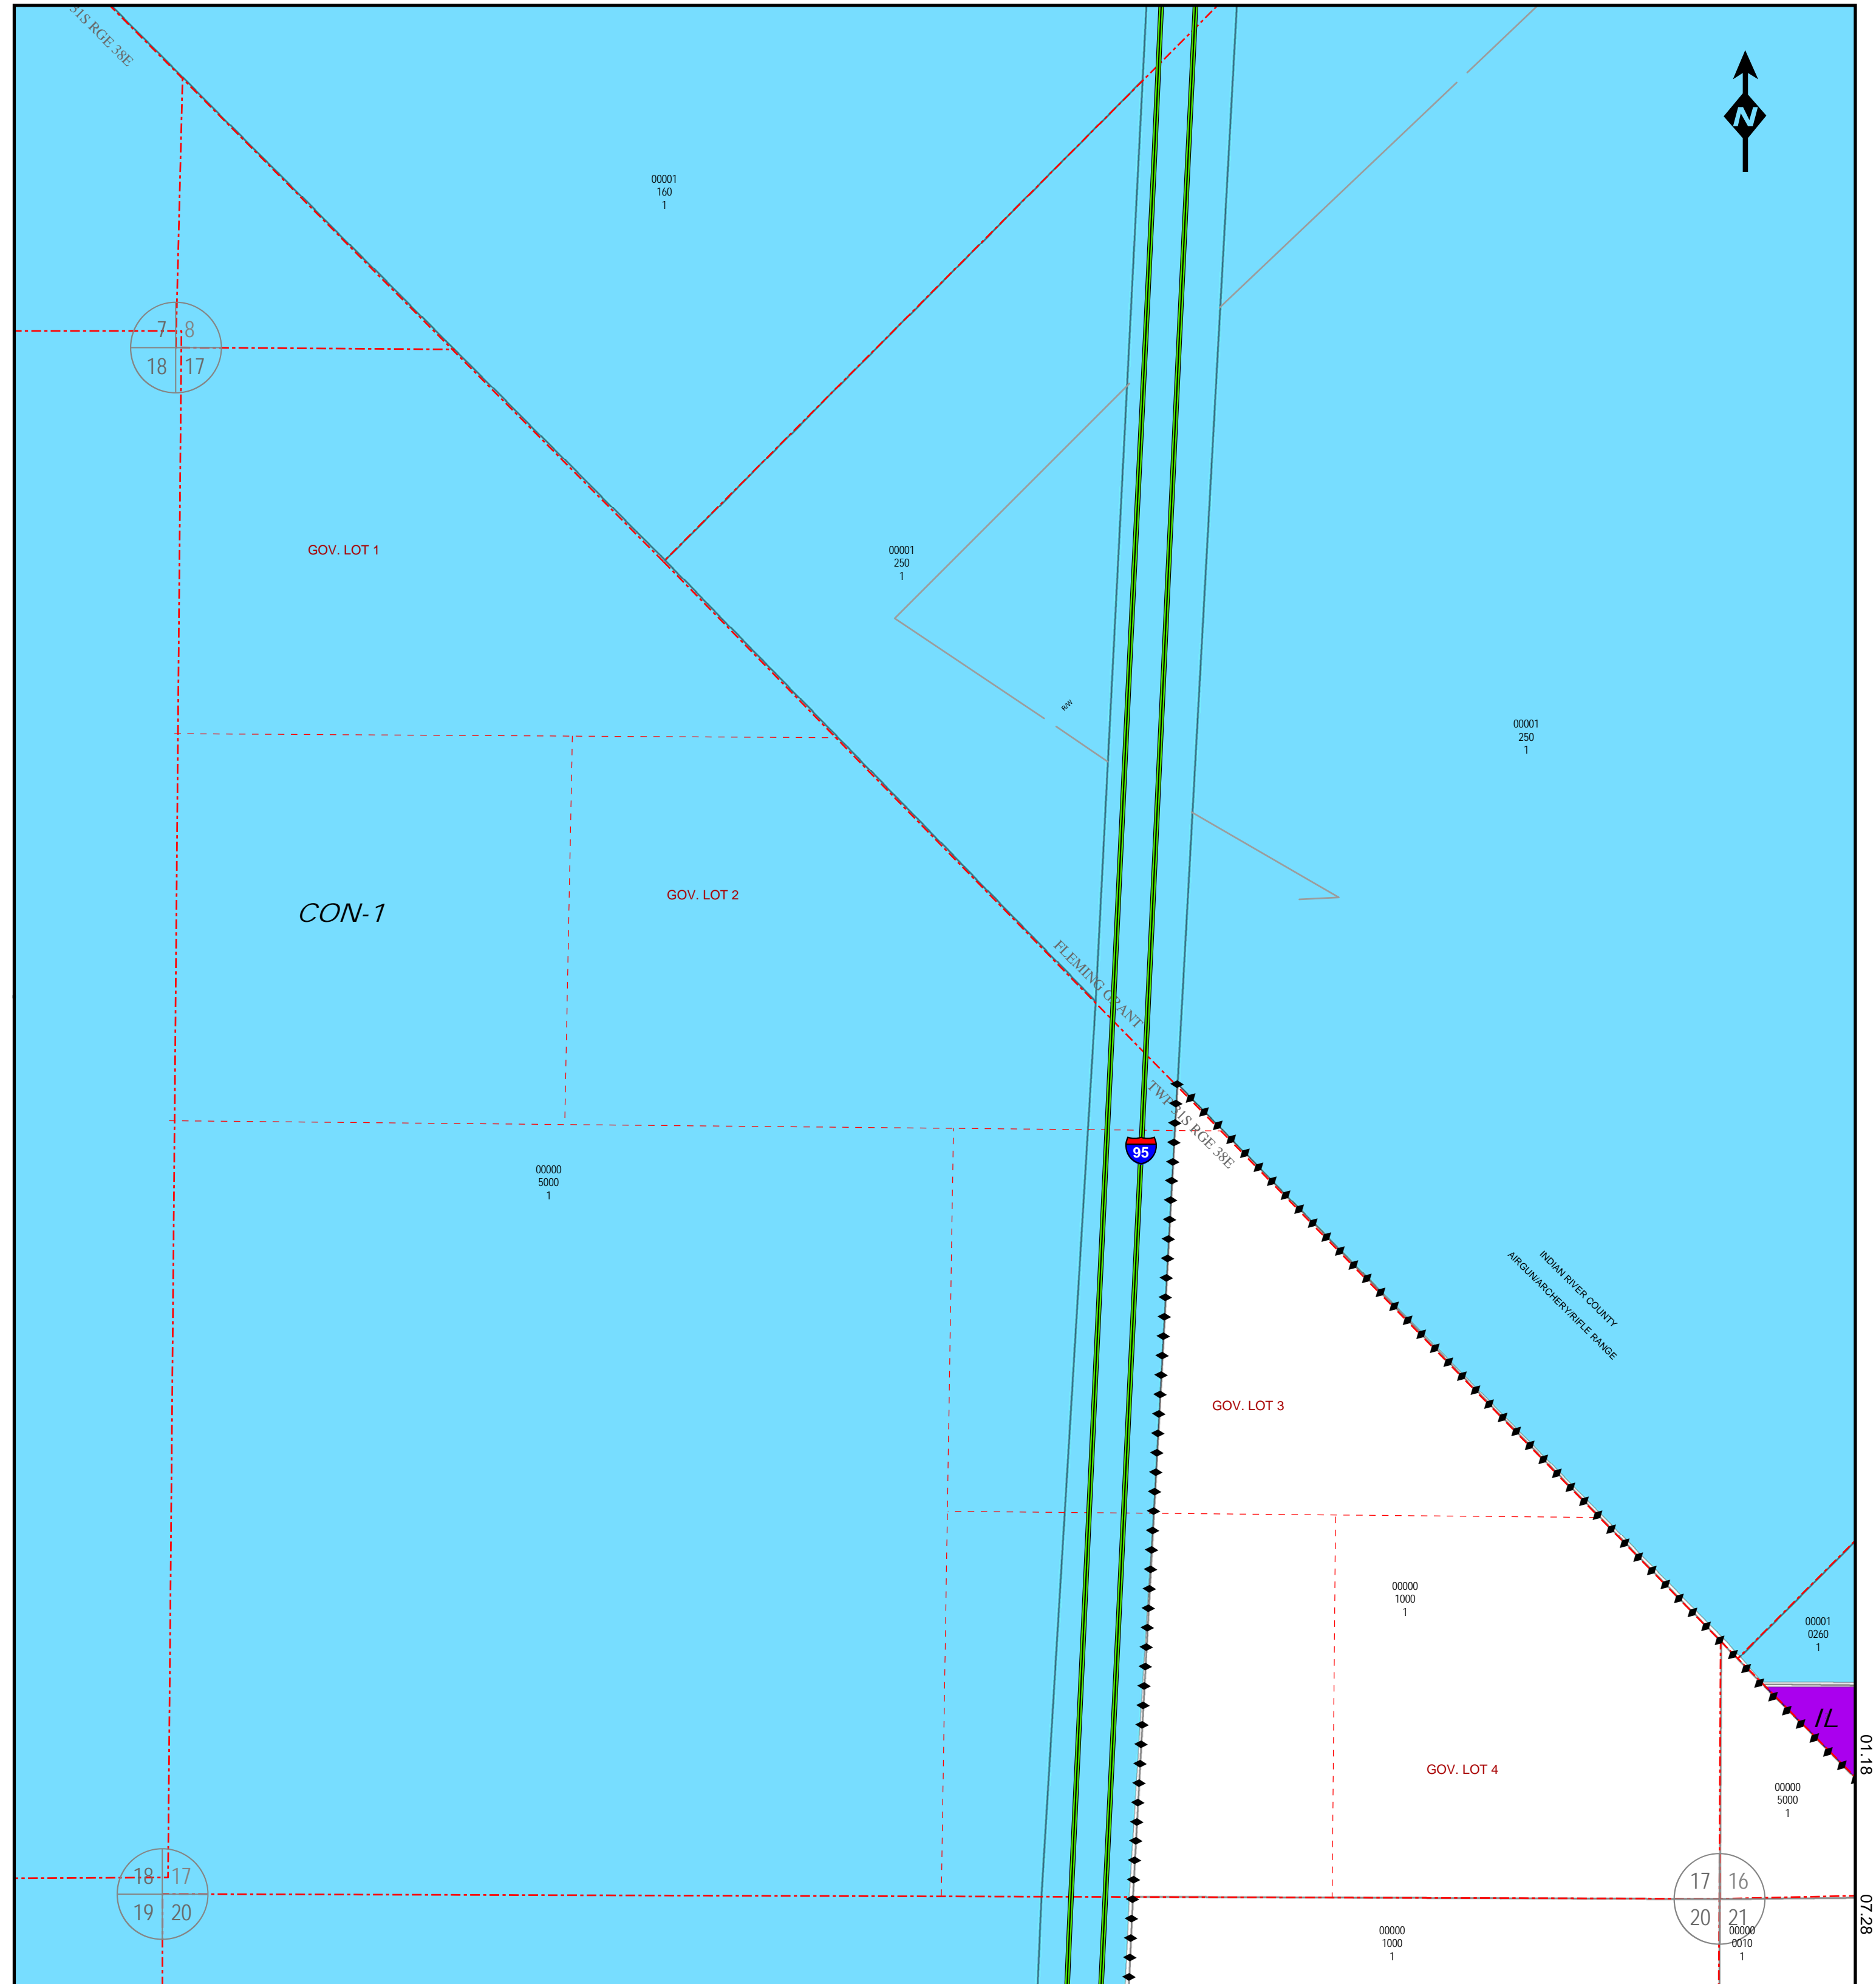 31S RGE 38E
N
00001
160
1
7 8
18 17
GOV. LOT 1
00001
250
1
R/W
00001
250
1
CON-1
GOV. LOT 2
FLEMING GRANT
TWP 31S RGE 38E
95
00000
5000
1
INDIAN RIVER COUNTY
AIRGUN/ARCHERY/RIFLE RANGE
GOV. LOT 3
00000
1000
1
00001
0260
1
IL
01.18
GOV. LOT 4
00000
5000
1
18 17
19 20
17 16
20 21
07.28
00000
1000
1
00000
0010
1